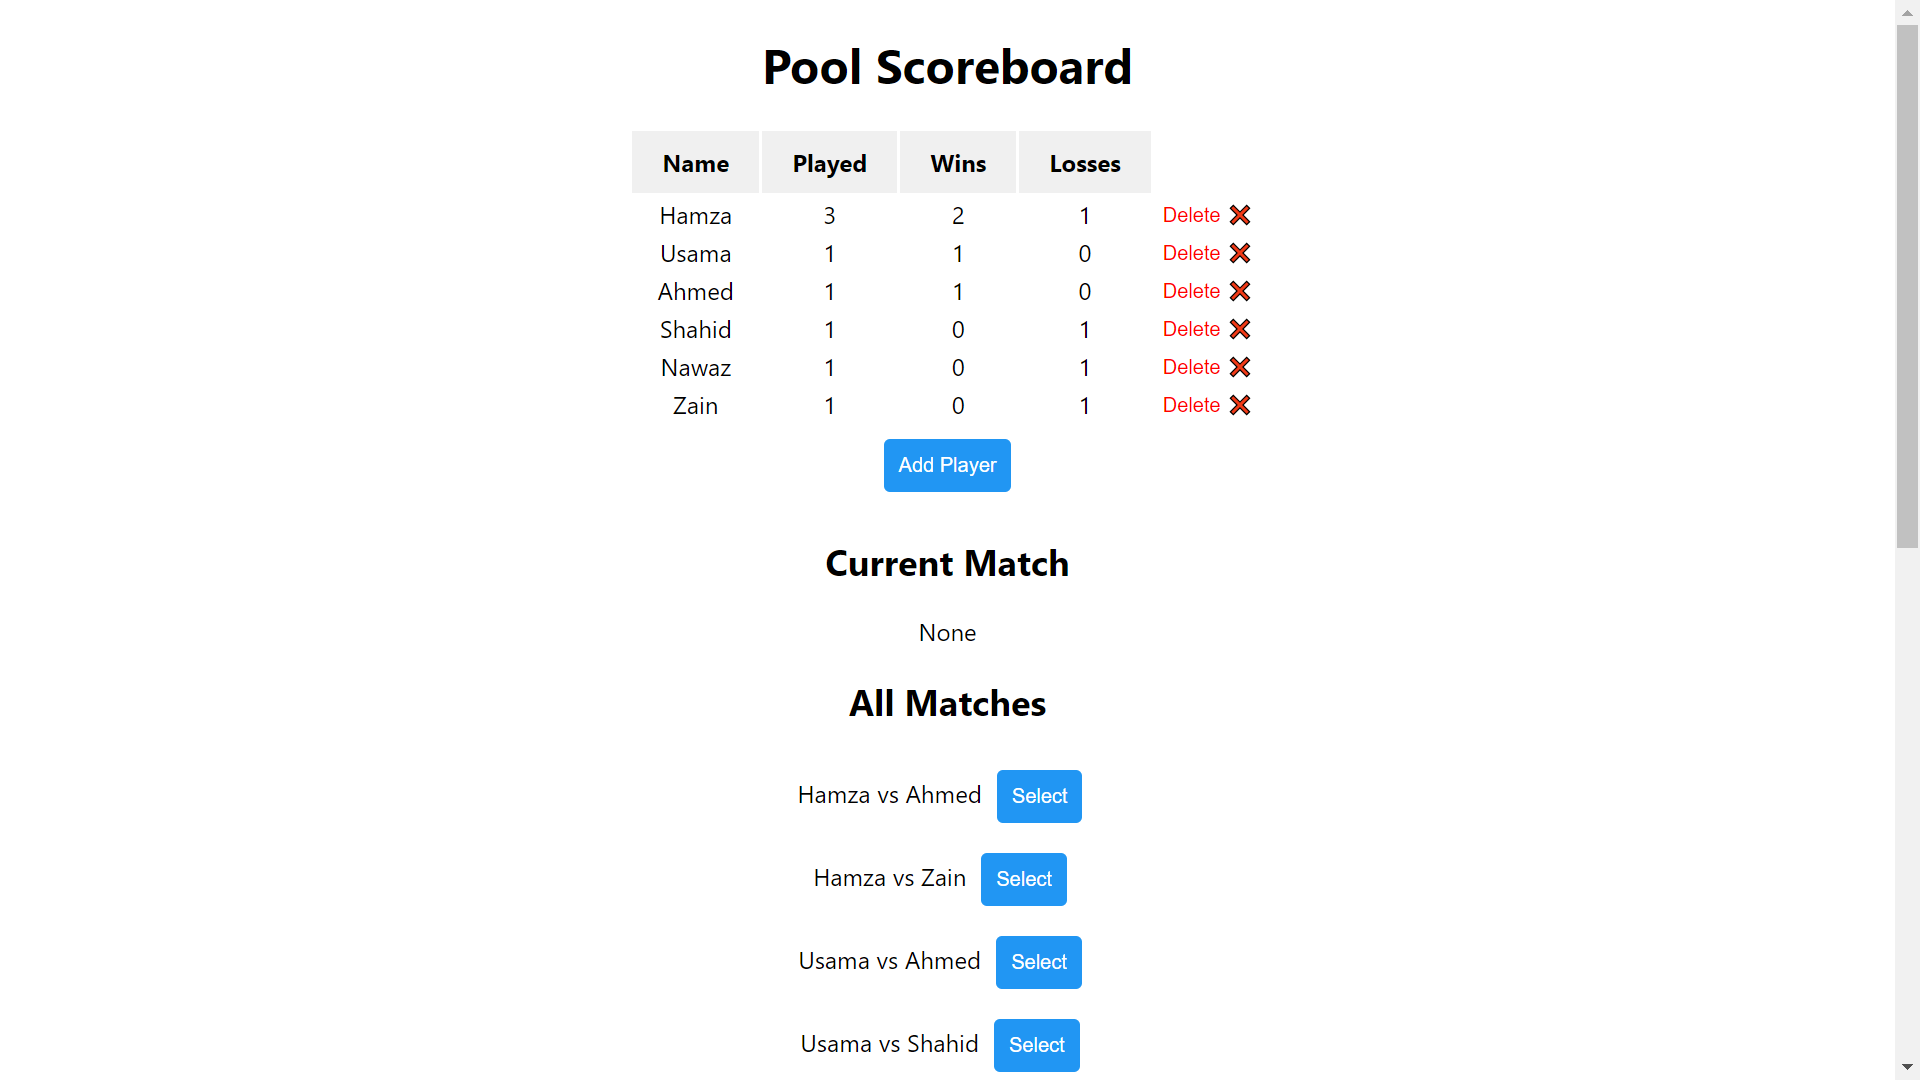 Pool Scoreboard
Name Played Wins Losses
Hamza 3 2 1 Delete ❌
Usama 1 1 0 Delete ❌
Ahmed 1 1 0 Delete ❌
Shahid 1 0 1 Delete ❌
Nawaz 1 0 1 Delete ❌
Zain 1 0 1 Delete ❌
Add Player
Current Match
None
All Matches
Hamza vs Ahmed Select
Hamza vs Zain Select
Usama vs Ahmed Select
Usama vs Shahid Select